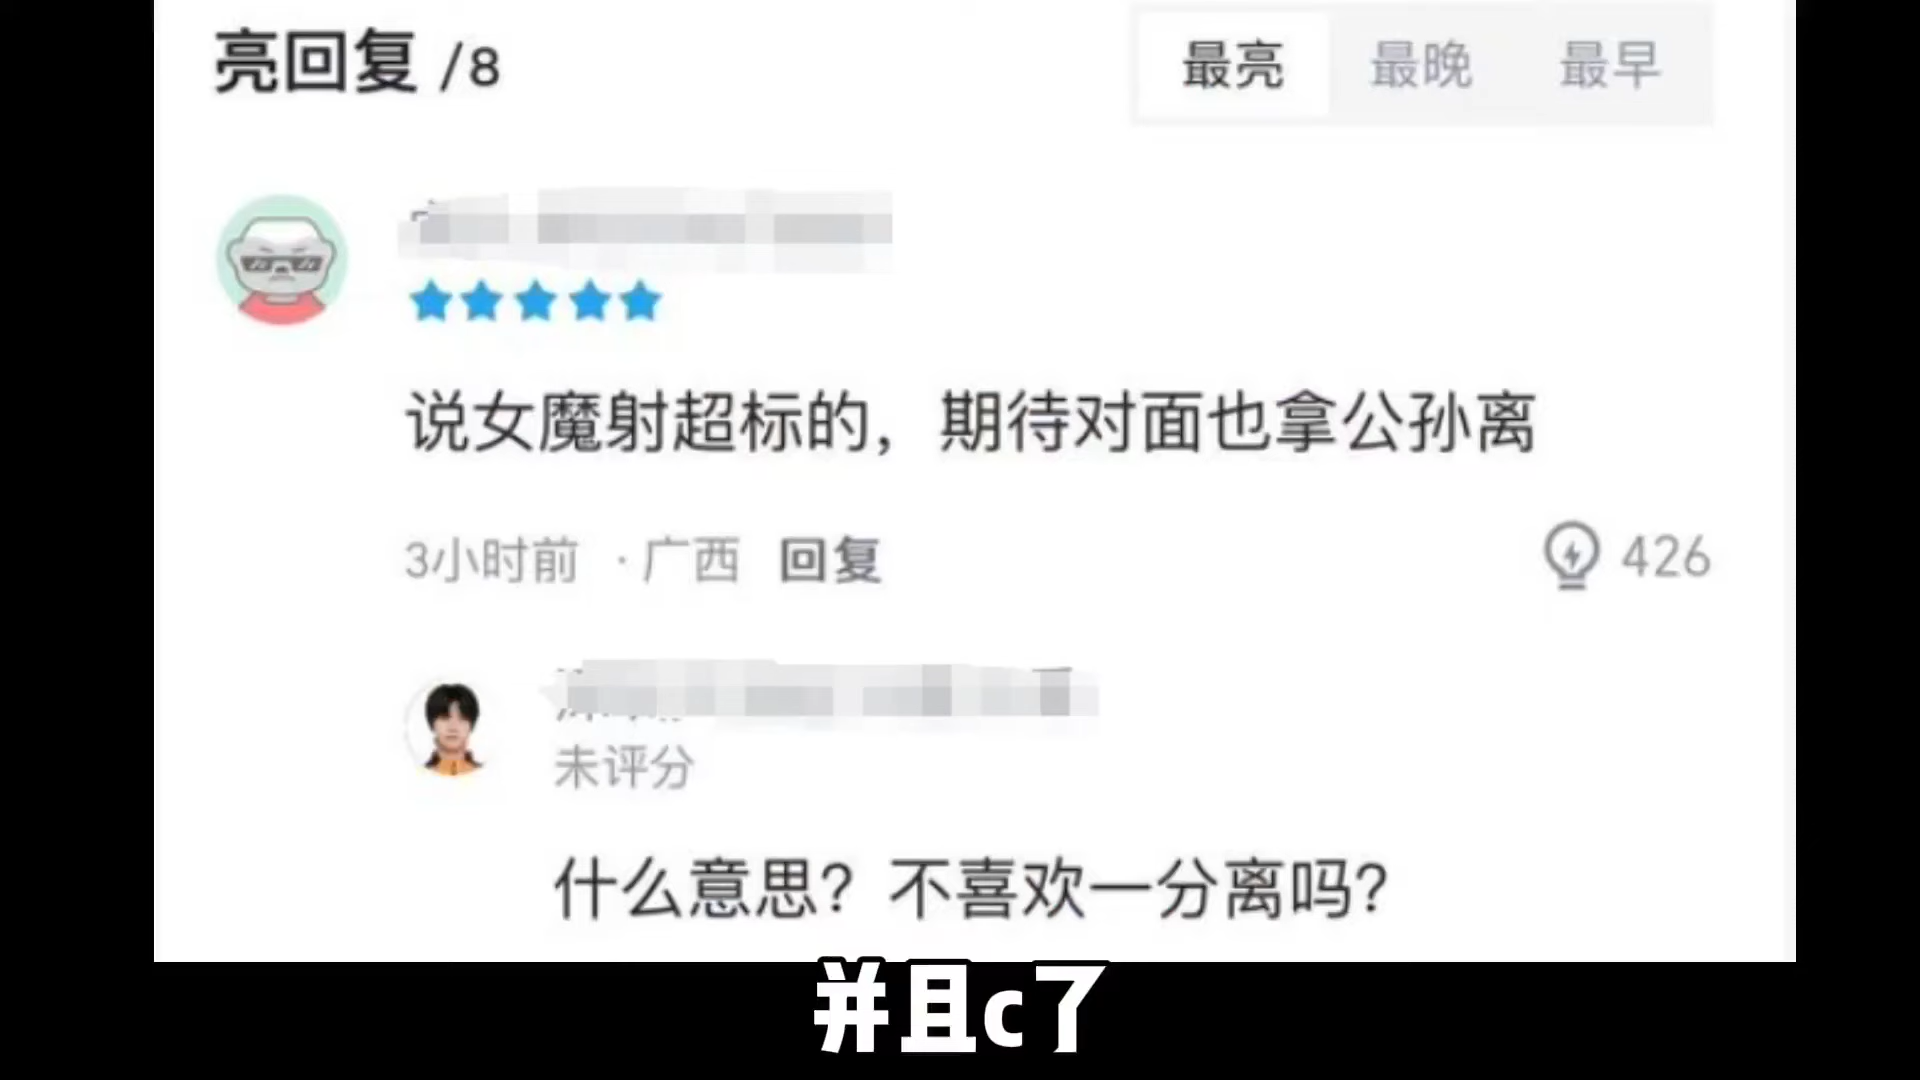 亮回复 /8
最亮 最晚 最早
说女魔射超标的，期待对面也拿公孙离
3小时前 · 广西 回复 426
未评分
什么意思？不喜欢一分离吗？
并且c了